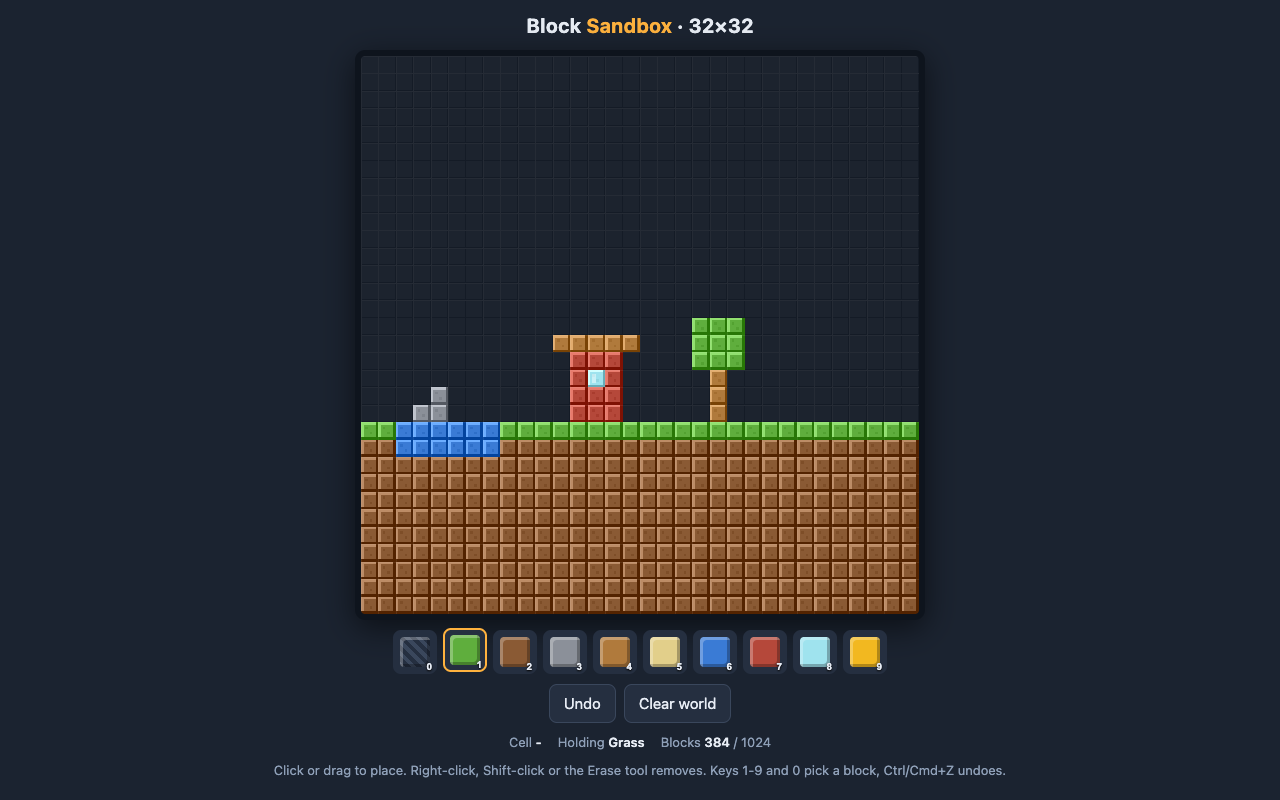 Block Sandbox · 32×32
0 1 2 3 4 5 6 7 8 9
Undo Clear world
Cell - Holding Grass Blocks 384 / 1024
Click or drag to place. Right-click, Shift-click or the Erase tool removes. Keys 1-9 and 0 pick a block, Ctrl/Cmd+Z undoes.